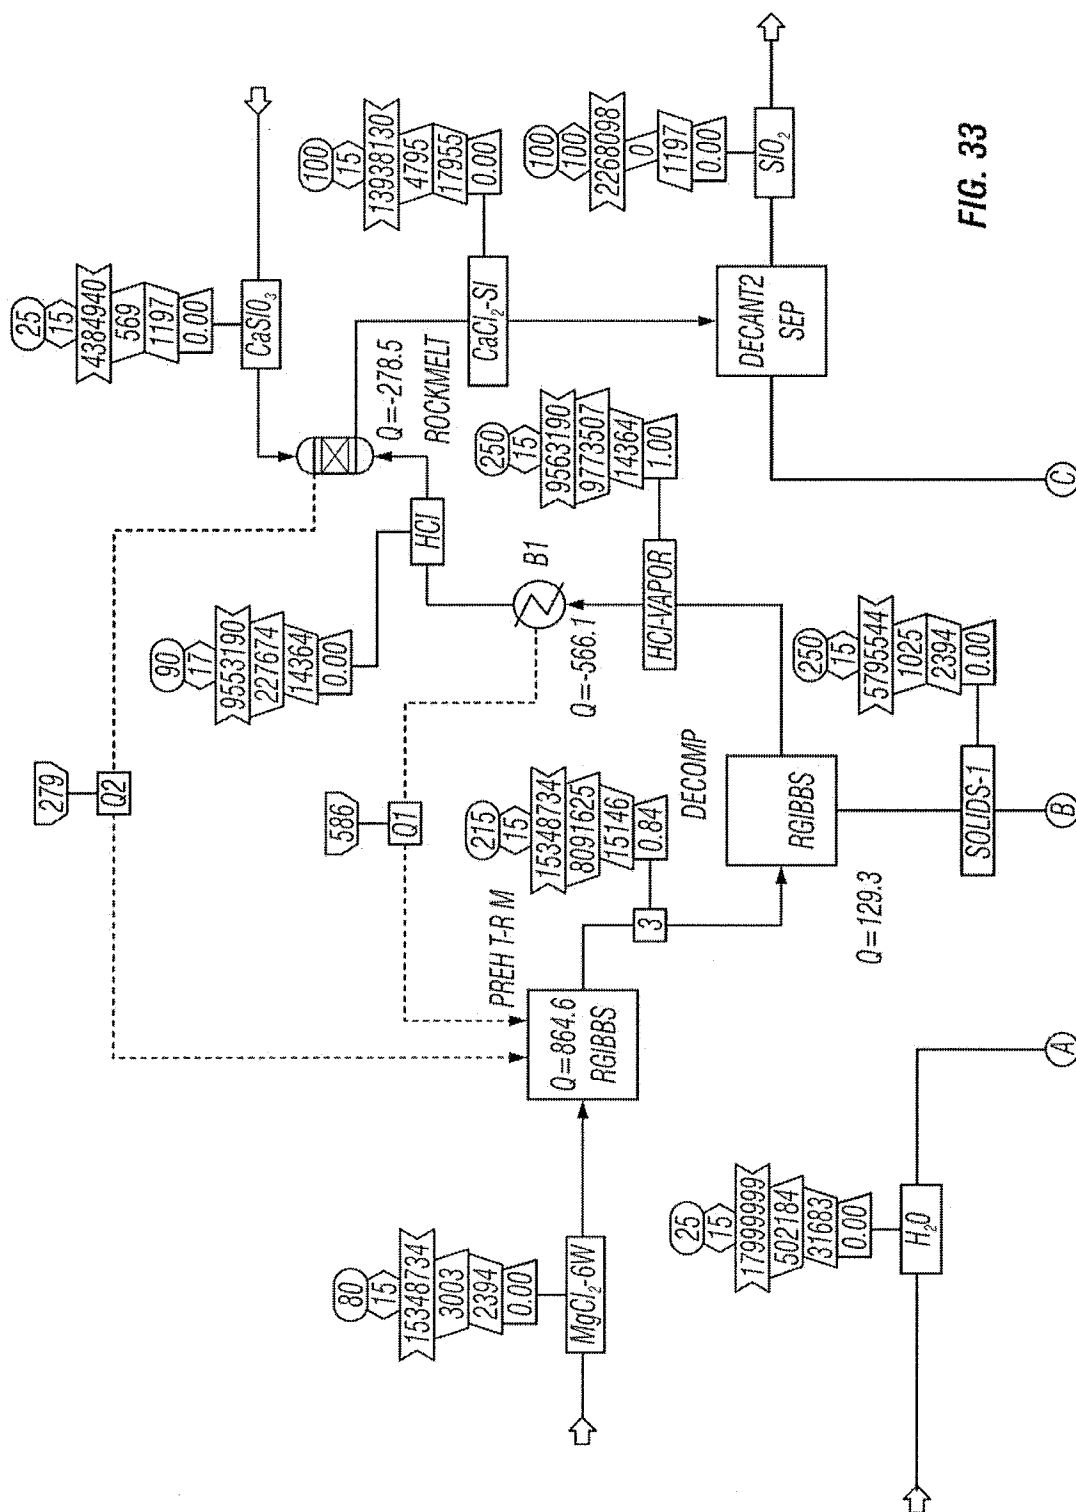 25
15
4384940
569
1197
0.00
CaSIO₃
100
15
13938130
4795
17955
0.00
CaCl₂-SI
100
100
2268098
0
1197
0.00
SIO₂
FIG. 33
Q=-278.5
ROCKMELT
DECANT2
SEP
C
279
Q2
90
17
9553190
227674
14364
0.00
HCl
586
Q1
B1
Q=-566.1
250
15
9563190
9773507
14364
1.00
HCl-VAPOR
215
15
15348734
8091625
15146
0.84
3
DECOMP
RGIBBS
Q=129.3
250
15
5795544
1025
2394
0.00
SOLIDS-1
B
PREH T-R M
Q=864.6
RGIBBS
80
15
15348734
3003
2394
0.00
MgCl₂-6W
25
15
17999999
502184
31683
0.00
H₂O
A